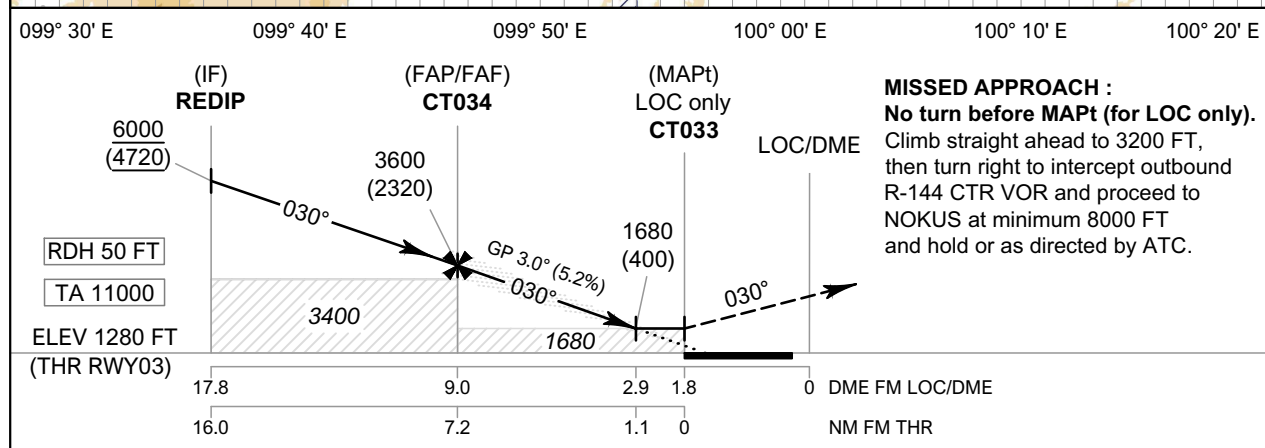 099° 30' E 099° 40' E 099° 50' E 100° 00' E 100° 10' E 100° 20' E
(IF)
REDIP
(FAP/FAF)
CT034
(MAPt)
LOC only
CT033
LOC/DME
MISSED APPROACH :
No turn before MAPt (for LOC only).
Climb straight ahead to 3200 FT,
then turn right to intercept outbound
R-144 CTR VOR and proceed to
NOKUS at minimum 8000 FT
and hold or as directed by ATC.
6000
(4720)
3600
(2320)
1680
(400)
030°
GP 3.0° (5.2%)
030°
030°
RDH 50 FT
TA 11000
ELEV 1280 FT
(THR RWY03)
3400
1680
17.8 9.0 2.9 1.8 0 DME FM LOC/DME
16.0 7.2 1.1 0 NM FM THR